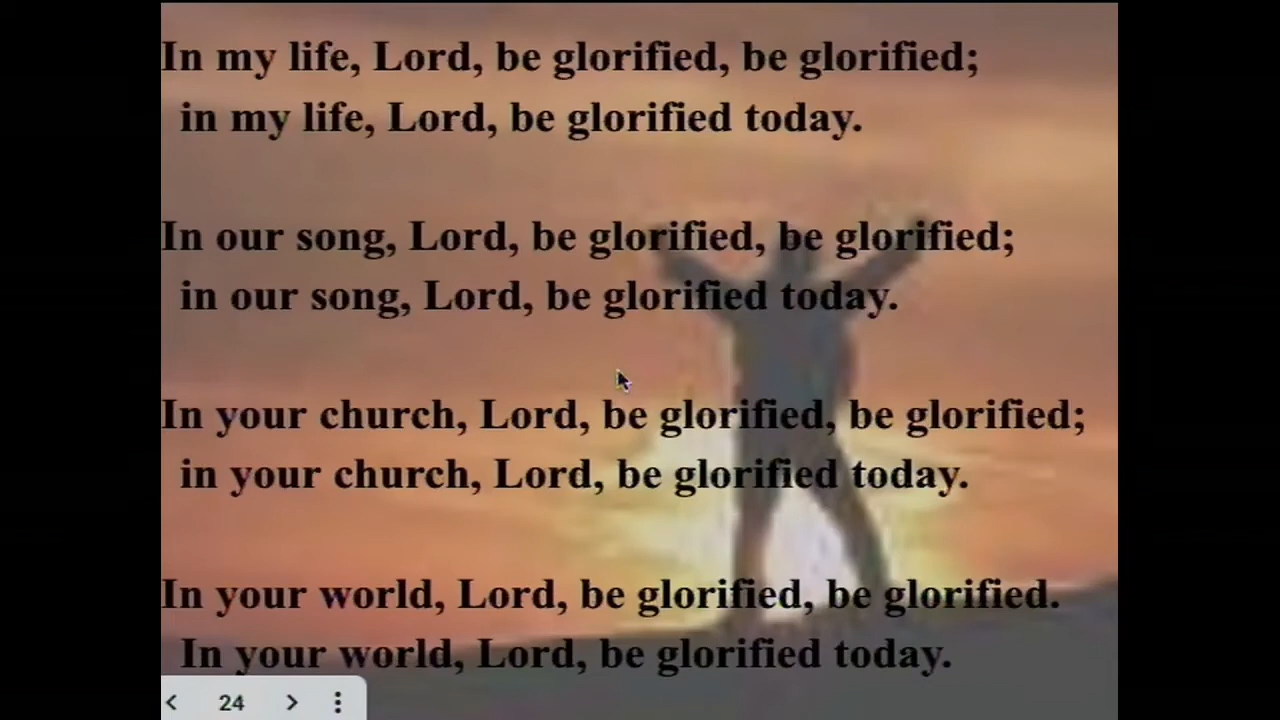 In my life, Lord, be glorified, be glorified;
in my life, Lord, be glorified today.
In our song, Lord, be glorified, be glorified;
in our song, Lord, be glorified today.
In your church, Lord, be glorified, be glorified;
in your church, Lord, be glorified today.
In your world, Lord, be glorified, be glorified.
In your world, Lord, be glorified today.
24